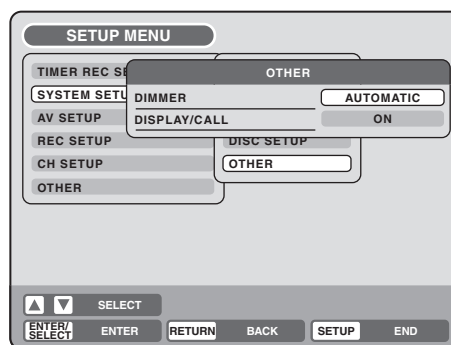 SETUP MENU
TIMER REC SE
SYSTEM SETU
AV SETUP
REC SETUP
CH SETUP
OTHER
OTHER
DIMMER AUTOMATIC
DISPLAY/CALL ON
DISC SETUP
OTHER
SELECT
ENTER/SELECT ENTER RETURN BACK SETUP END